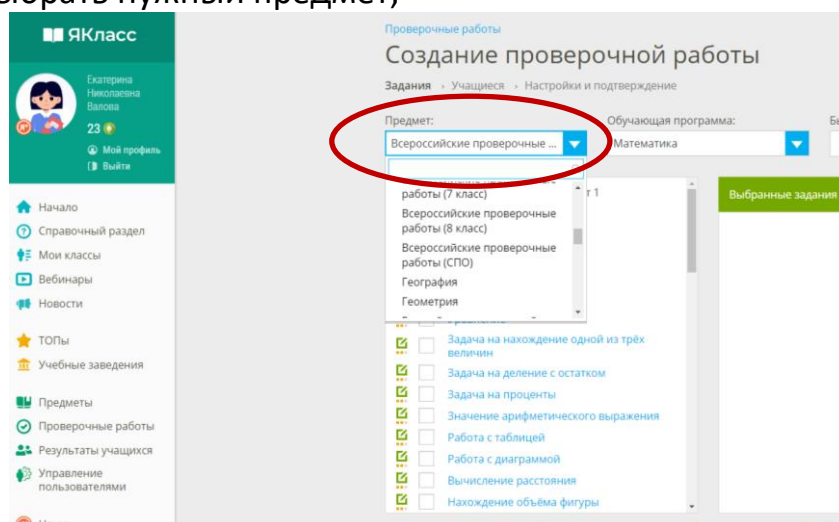 выбрать нужный предмет;
ЯКласс
Екатерина
Николаевна
Валова
23
Мой профиль
Выйти
Начало
Справочный раздел
Мои классы
Вебинары
Новости
ТОПы
Учебные заведения
Предметы
Проверочные работы
Результаты учащихся
Управление
пользователями
Проверочные работы
Создание проверочной работы
Задания › Учащиеся › Настройки и подтверждение
Предмет:
Обучающая программа:
Всероссийские проверочные ...
Математика
работы (7 класс)
Всероссийские проверочные
работы (8 класс)
Всероссийские проверочные
работы (СПО)
География
Геометрия
т 1
Выбранные задания
Задача на нахождение одной из трёх
величин
Задача на деление с остатком
Задача на проценты
Значение арифметического выражения
Работа с таблицей
Работа с диаграммой
Вычисление расстояния
Нахождение объёма фигуры